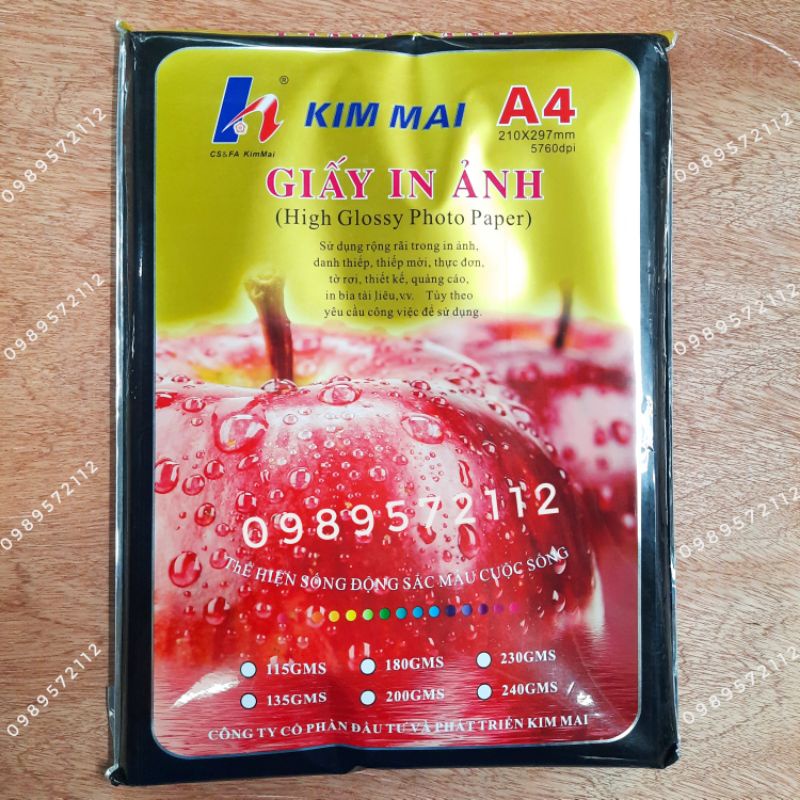 KIM MAI
A4
210X297mm
5760dpi
®
CS&FA KimMai
GIẤY IN ẢNH
(High Glossy Photo Paper)
Sử dụng rộng rãi trong in ảnh,
danh thiếp, thiếp mời, thực đơn,
tờ rơi, thiết kế, quảng cáo,
in bìa tài liêu,v.v. Tùy theo
yêu cầu công việc để sử dụng.
0989572112
THỂ HIỆN SỐNG ĐỘNG SẮC MÀU CUỘC SỐNG
115GMS 180GMS 230GMS
135GMS 200GMS 240GMS
CÔNG TY CỔ PHẦN ĐẦU TƯ VÀ PHÁT TRIỂN KIM MAI
0989572112
0989572112
0989572112
0989572112
0989572112
0989572112
0989572112
0989572112